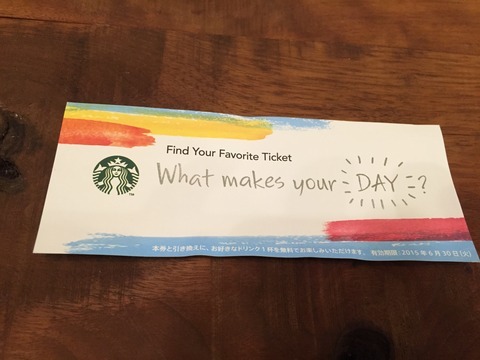 Find Your Favorite Ticket
What makes your DAY ?
本券と引き換えに、お好きなドリンク1杯を無料でお楽しみいただけます。 有効期限:2015年6月30日(火)